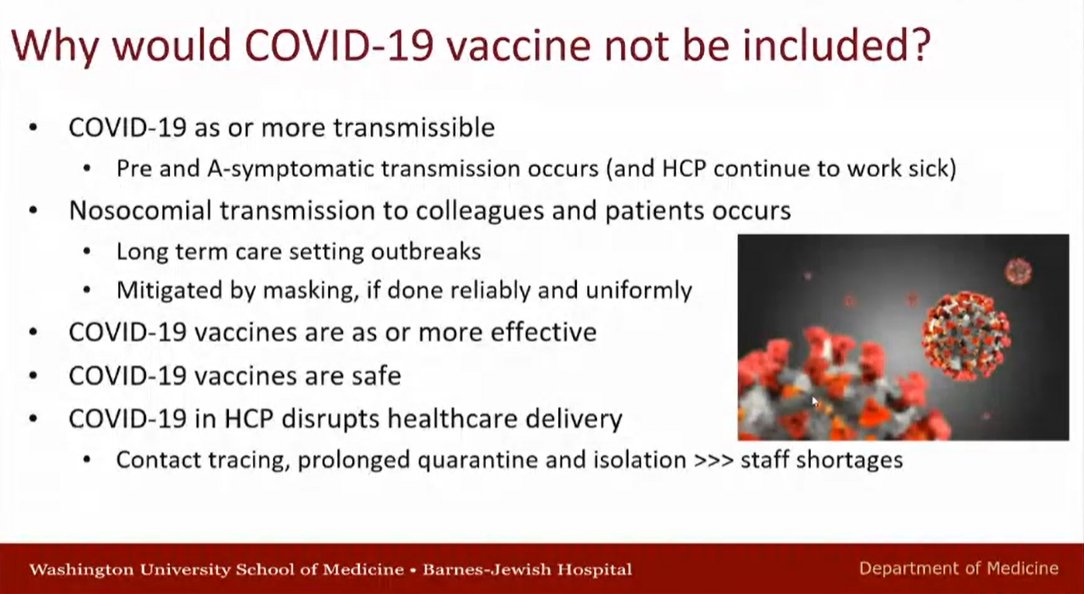 Why would COVID-19 vaccine not be included?
• COVID-19 as or more transmissible
• Pre and A-symptomatic transmission occurs (and HCP continue to work sick)
• Nosocomial transmission to colleagues and patients occurs
• Long term care setting outbreaks
• Mitigated by masking, if done reliably and uniformly
• COVID-19 vaccines are as or more effective
• COVID-19 vaccines are safe
• COVID-19 in HCP disrupts healthcare delivery
• Contact tracing, prolonged quarantine and isolation >>> staff shortages
Washington University School of Medicine • Barnes-Jewish Hospital
Department of Medicine